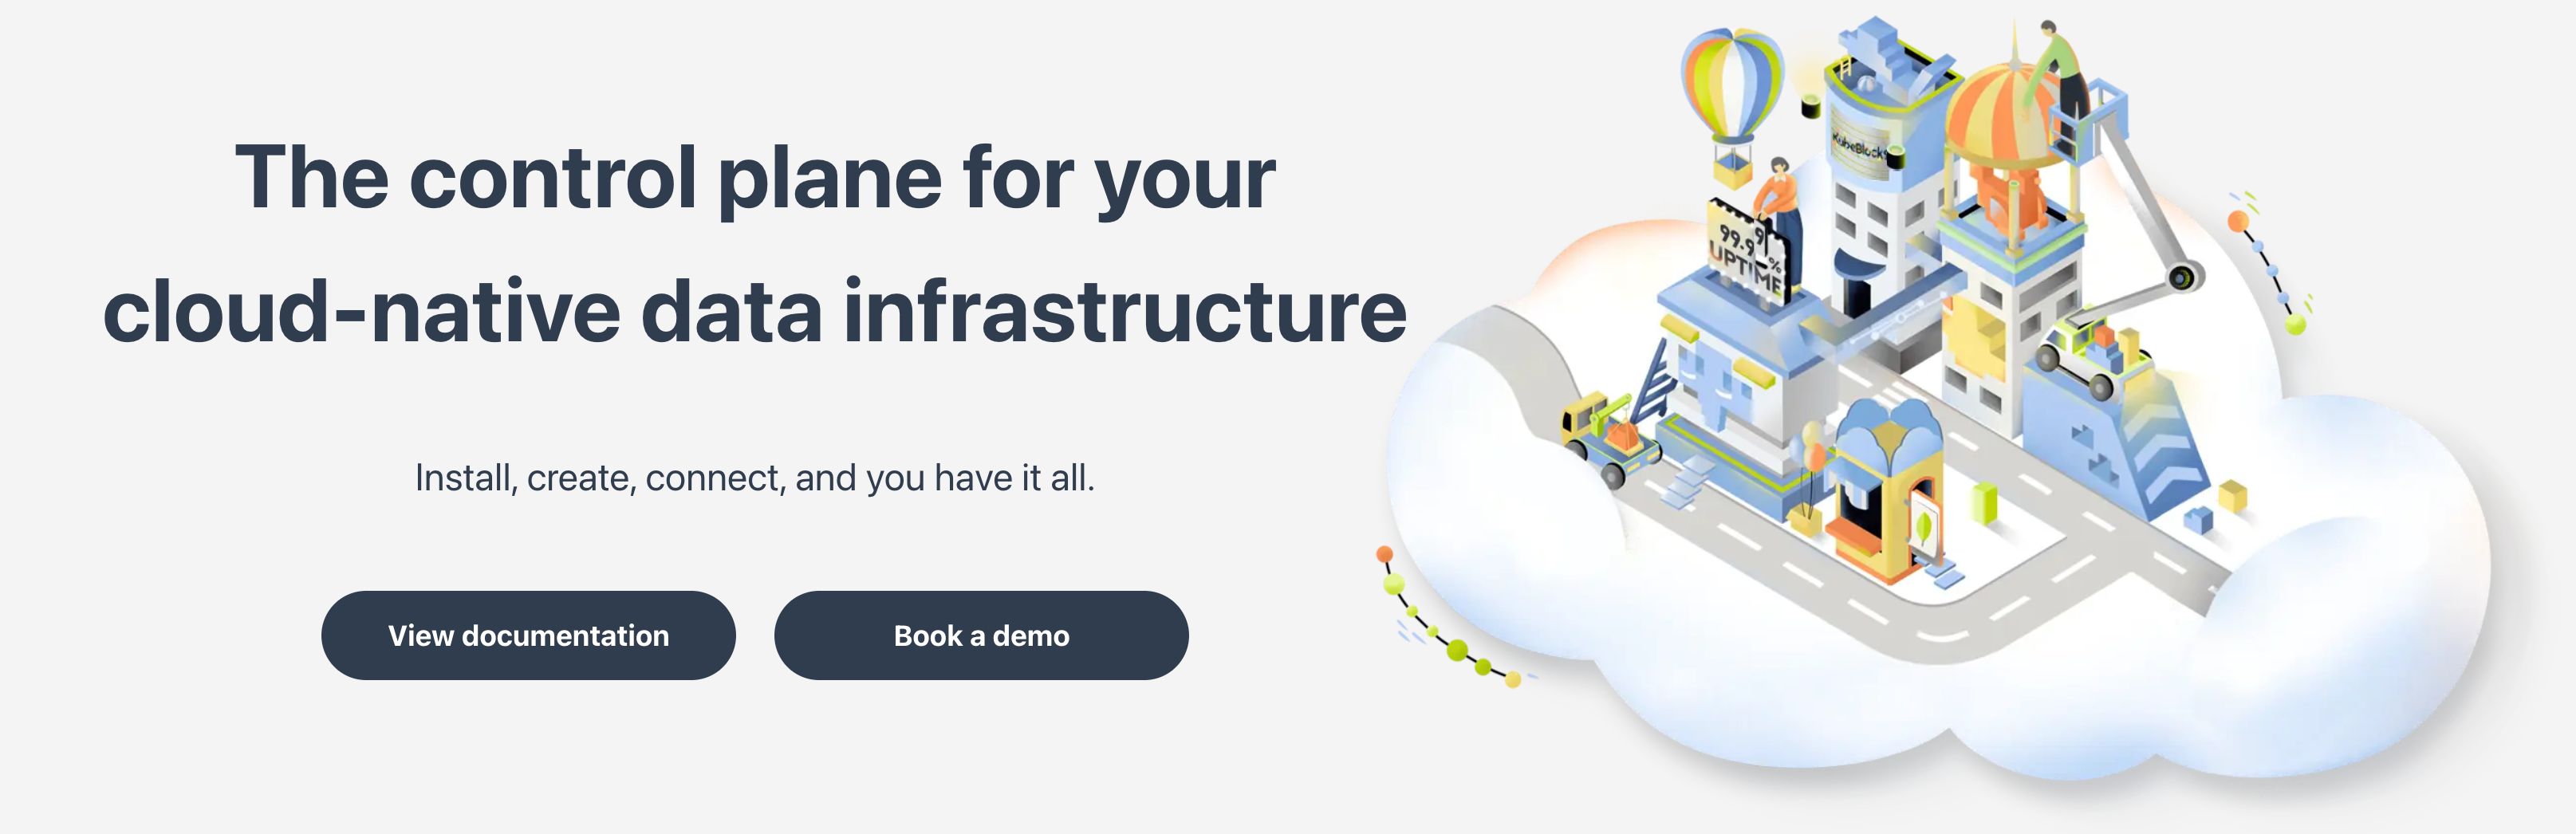 The control plane for your
cloud-native data infrastructure
Install, create, connect, and you have it all.
View documentation
Book a demo
KubeBlocks
99.99%
UPTIME